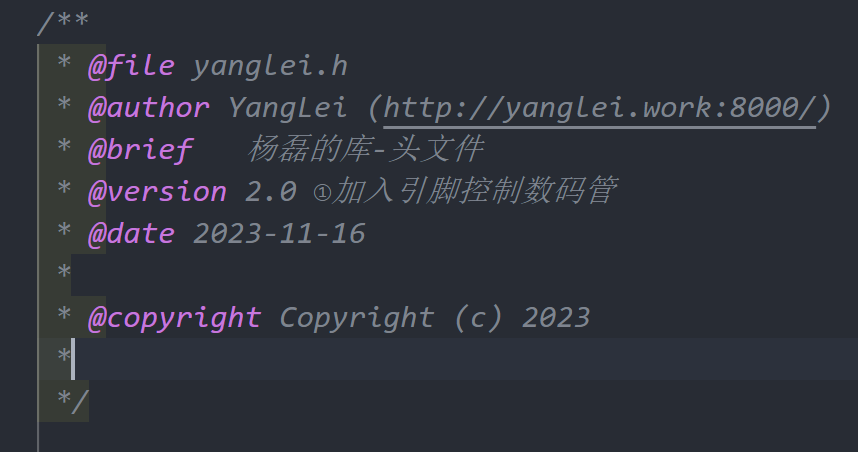 /**
* @file yanglei.h
* @author YangLei (http://yanglei.work:8000/)
* @brief 杨磊的库-头文件
* @version 2.0 ①加入引脚控制数码管
* @date 2023-11-16
*
* @copyright Copyright (c) 2023
*
*/